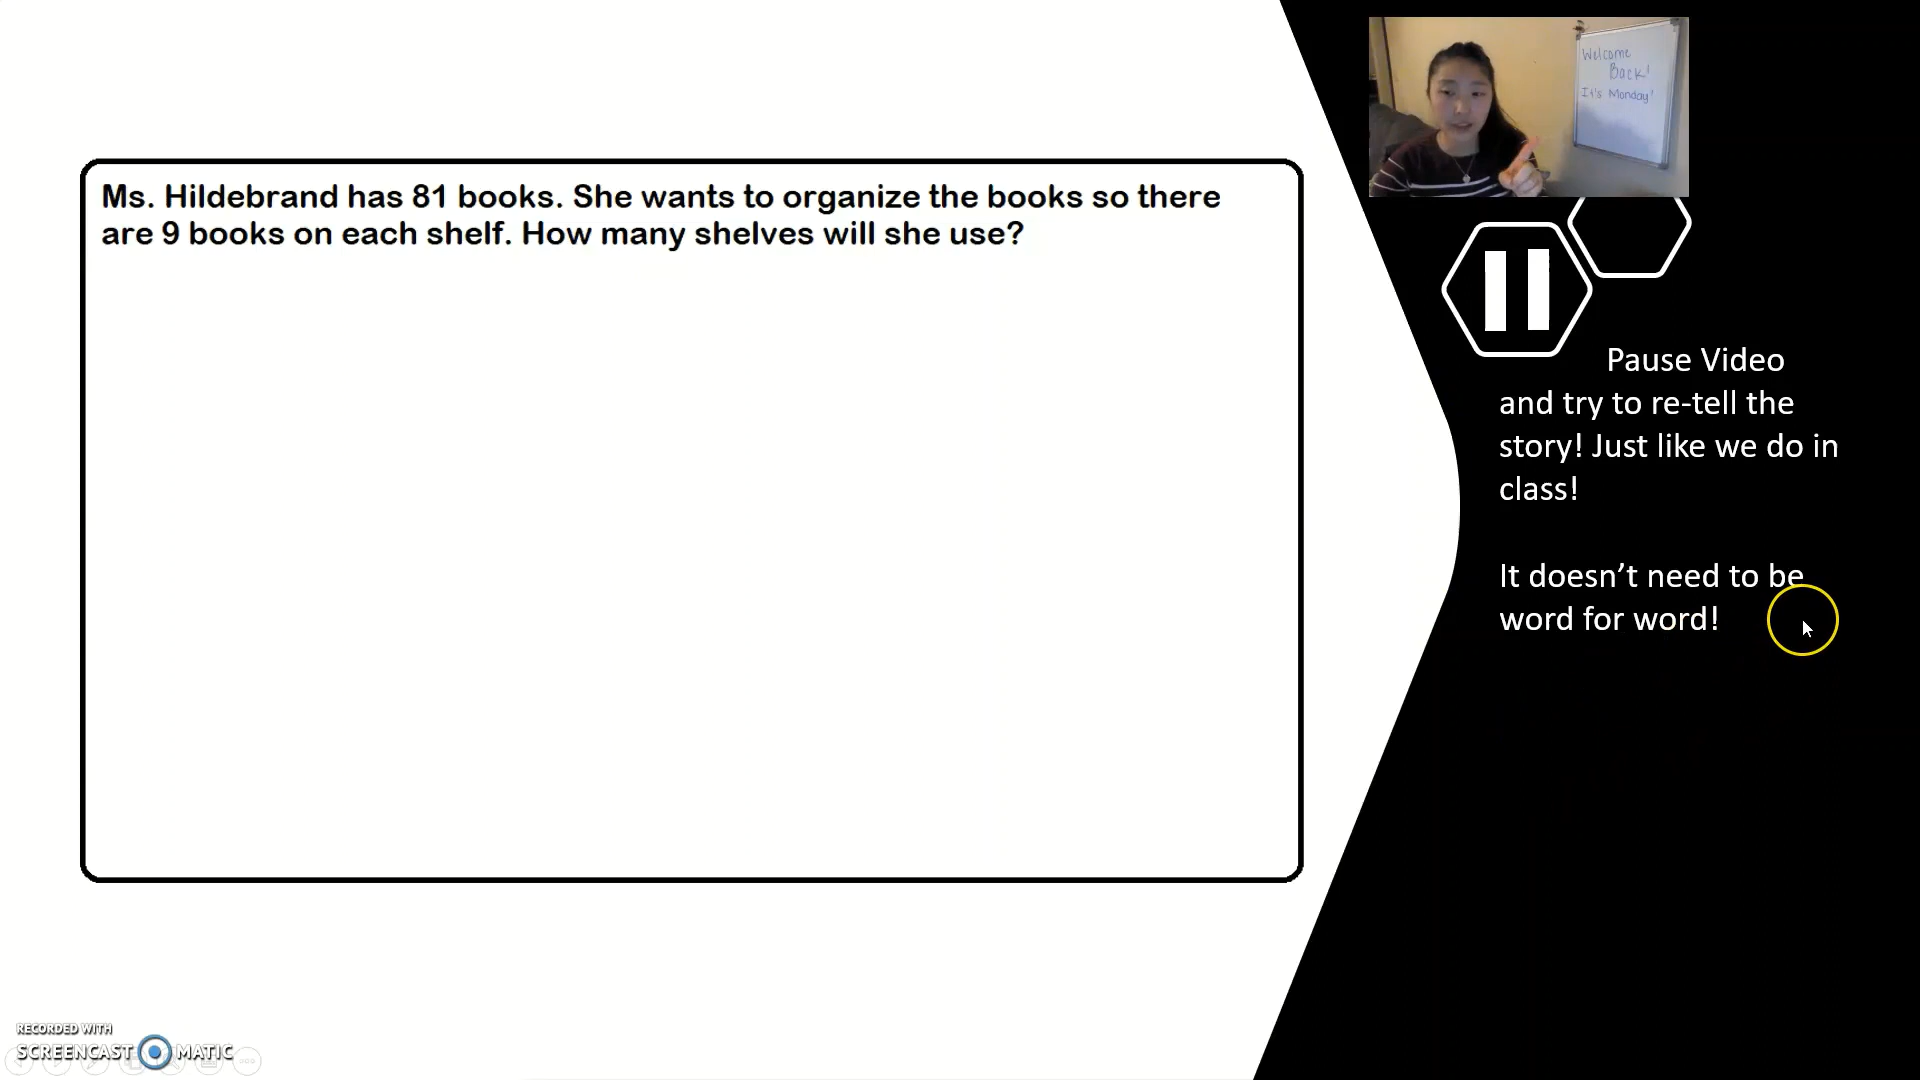 Welcome
Back!
It's Monday!
Ms. Hildebrand has 81 books. She wants to organize the books so there
are 9 books on each shelf. How many shelves will she use?
Pause Video
and try to re-tell the
story! Just like we do in
class!
It doesn’t need to be
word for word!
RECORDED WITH
SCREENCAST MATIC